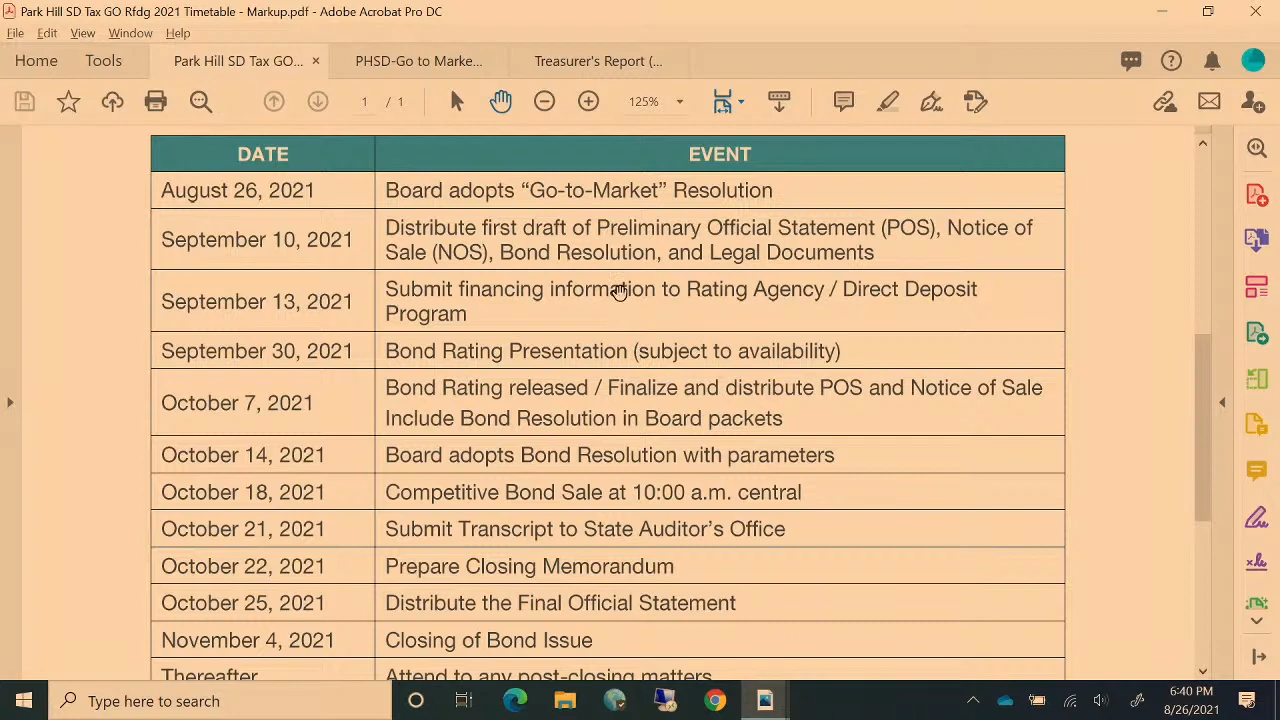 Park Hill SD Tax GO Rfdg 2021 Timetable - Markup.pdf - Adobe Acrobat Pro DC
File Edit View Window Help
Home Tools Park Hill SD Tax GO... × PHSD-Go to Marke... Treasurer's Report (...
1 / 1 125%
DATE EVENT
August 26, 2021 Board adopts “Go-to-Market” Resolution
September 10, 2021 Distribute first draft of Preliminary Official Statement (POS), Notice of
Sale (NOS), Bond Resolution, and Legal Documents
September 13, 2021 Submit financing information to Rating Agency / Direct Deposit
Program
September 30, 2021 Bond Rating Presentation (subject to availability)
October 7, 2021 Bond Rating released / Finalize and distribute POS and Notice of Sale
Include Bond Resolution in Board packets
October 14, 2021 Board adopts Bond Resolution with parameters
October 18, 2021 Competitive Bond Sale at 10:00 a.m. central
October 21, 2021 Submit Transcript to State Auditor’s Office
October 22, 2021 Prepare Closing Memorandum
October 25, 2021 Distribute the Final Official Statement
November 4, 2021 Closing of Bond Issue
Thereafter Attend to any post-closing matters
Type here to search
6:40 PM
8/26/2021